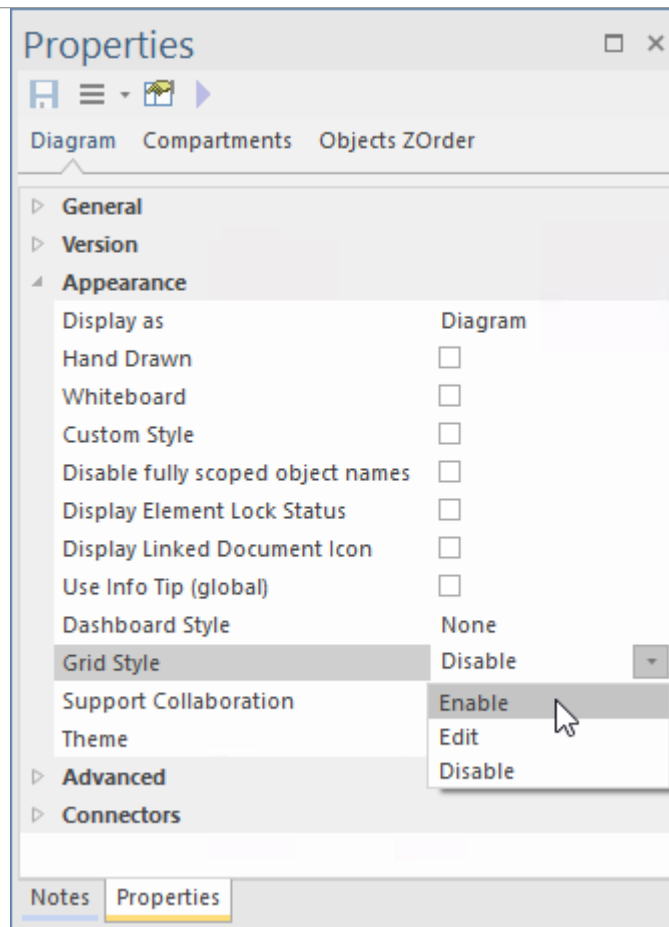 Properties
Diagram Compartments Objects ZOrder
General
Version
Appearance
Display as Diagram
Hand Drawn
Whiteboard
Custom Style
Disable fully scoped object names
Display Element Lock Status
Display Linked Document Icon
Use Info Tip (global)
Dashboard Style None
Grid Style Disable
Support Collaboration Enable
Theme Edit
Advanced Disable
Connectors
Notes Properties